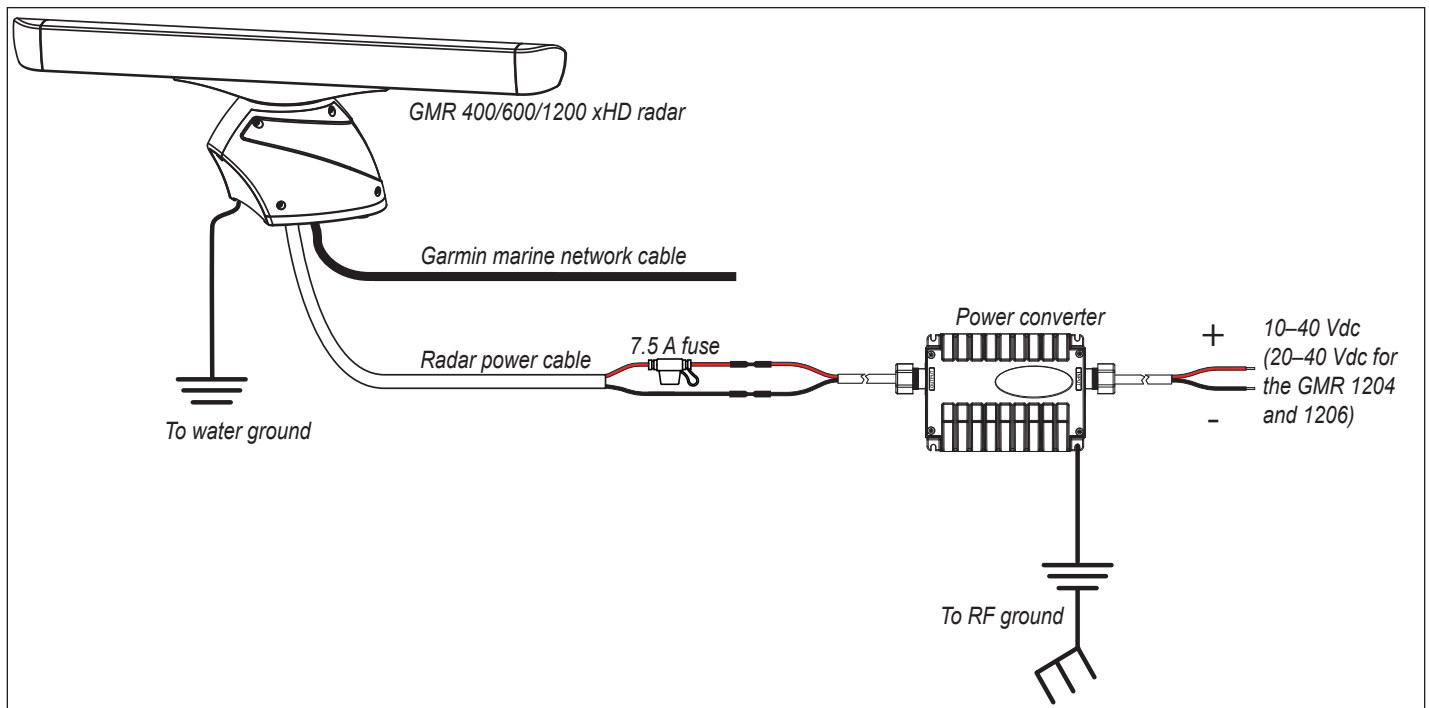 GMR 400/600/1200 xHD radar
Garmin marine network cable
Radar power cable
7.5 A fuse
Power converter
+
-
10–40 Vdc
(20–40 Vdc for
the GMR 1204
and 1206)
To water ground
To RF ground